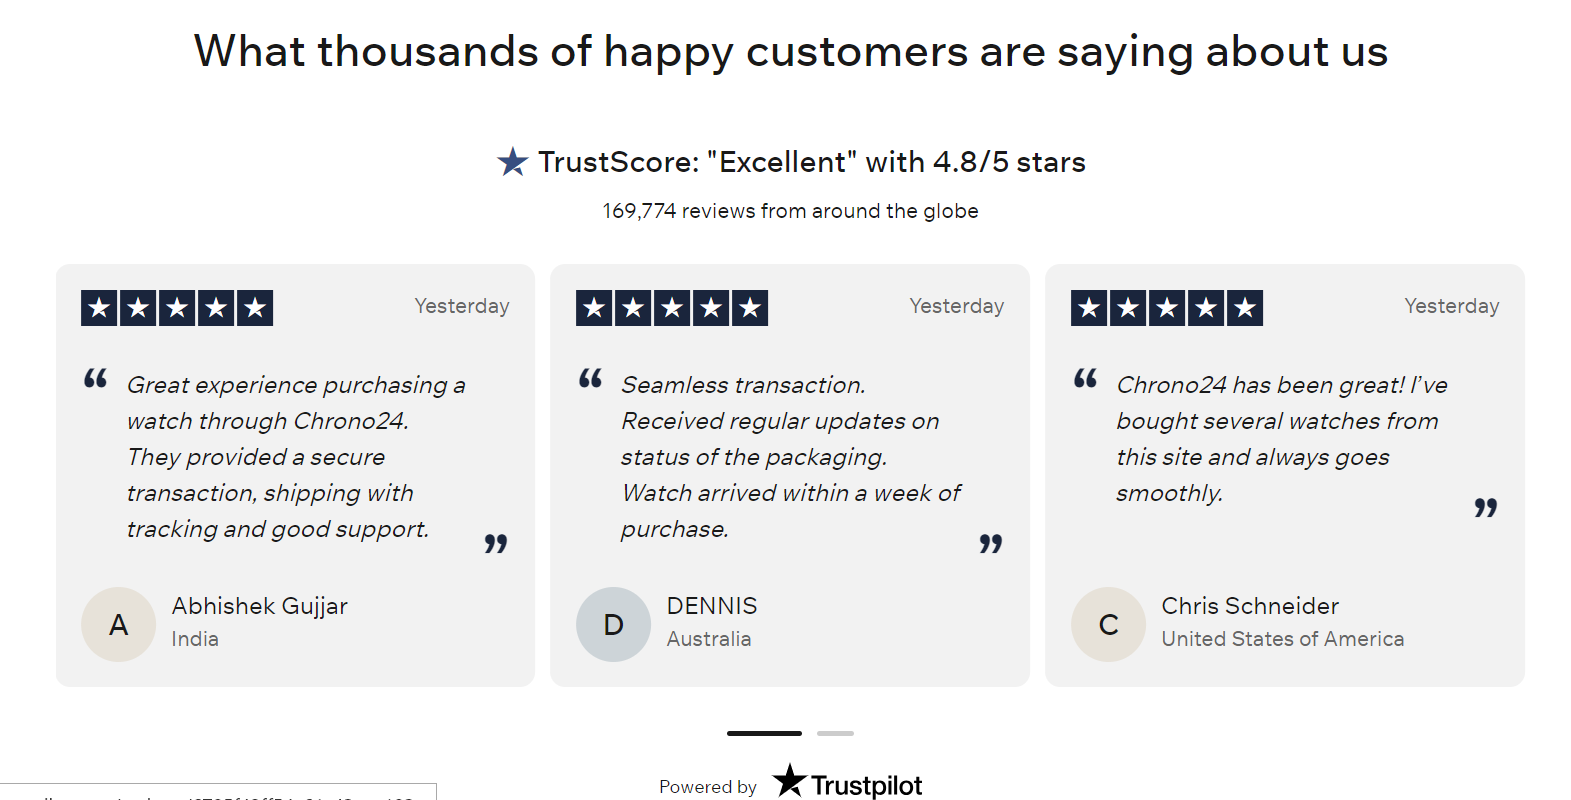 What thousands of happy customers are saying about us
TrustScore: "Excellent" with 4.8/5 stars
169,774 reviews from around the globe
Yesterday
“ Great experience purchasing a
watch through Chrono24.
They provided a secure
transaction, shipping with
tracking and good support. ”
A
Abhishek Gujjar
India
Yesterday
“ Seamless transaction.
Received regular updates on
status of the packaging.
Watch arrived within a week of
purchase. ”
D
DENNIS
Australia
Yesterday
“ Chrono24 has been great! I’ve
bought several watches from
this site and always goes
smoothly. ”
C
Chris Schneider
United States of America
Powered by Trustpilot